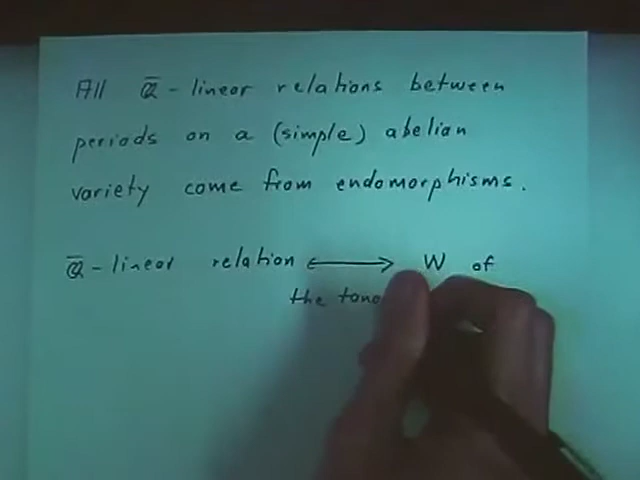 All ℚ̅ - linear relations between
periods on a (simple) abelian
variety come from endomorphisms.
ℚ̅ - linear relation ⟷ W of
the